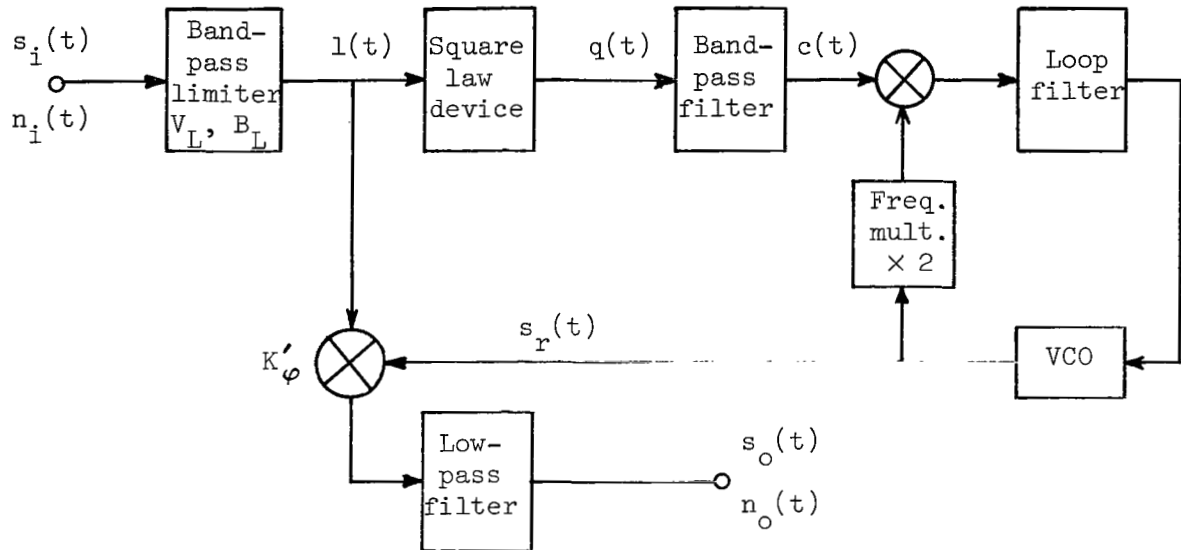 s_i(t)
n_i(t)
Band-
pass
limiter
V_L, B_L
l(t)
Square
law
device
q(t)
Band-
pass
filter
c(t)
Loop
filter
Freq.
mult.
× 2
VCO
s_r(t)
K′_φ
Low-
pass
filter
s_o(t)
n_o(t)